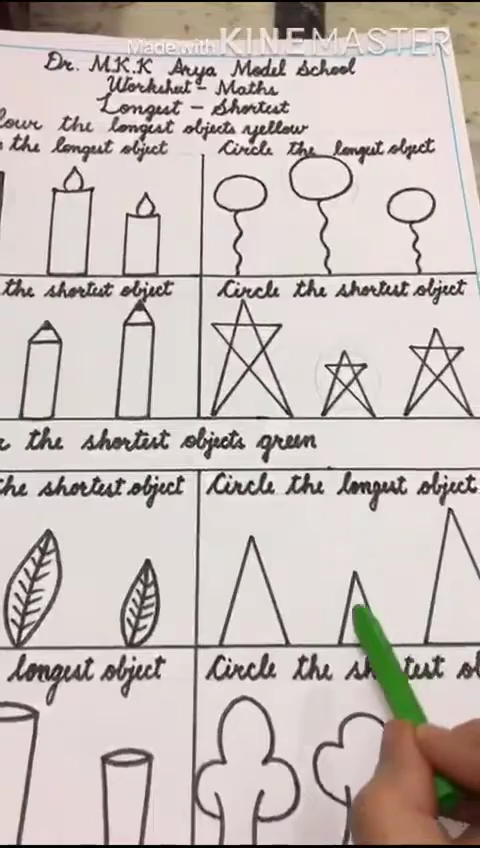 Made with KINEMASTER
Dr. M.K.K Arya Model School
Worksheet - Maths
Longest - Shortest
the longest objects yellow
the longest object
Circle the longest object
the shortest object
Circle the shortest object
the shortest objects green
the shortest object
Circle the longest object
longest object
Circle the